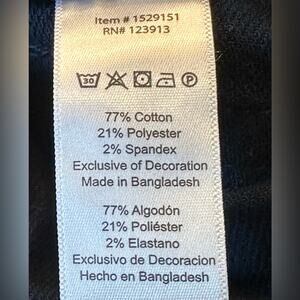 Item # 1529151
RN# 123913
30
P
77% Cotton
21% Polyester
2% Spandex
Exclusive of Decoration
Made in Bangladesh
77% Algodón
21% Poliéster
2% Elastano
Exclusivo de Decoracion
Hecho en Bangladesh